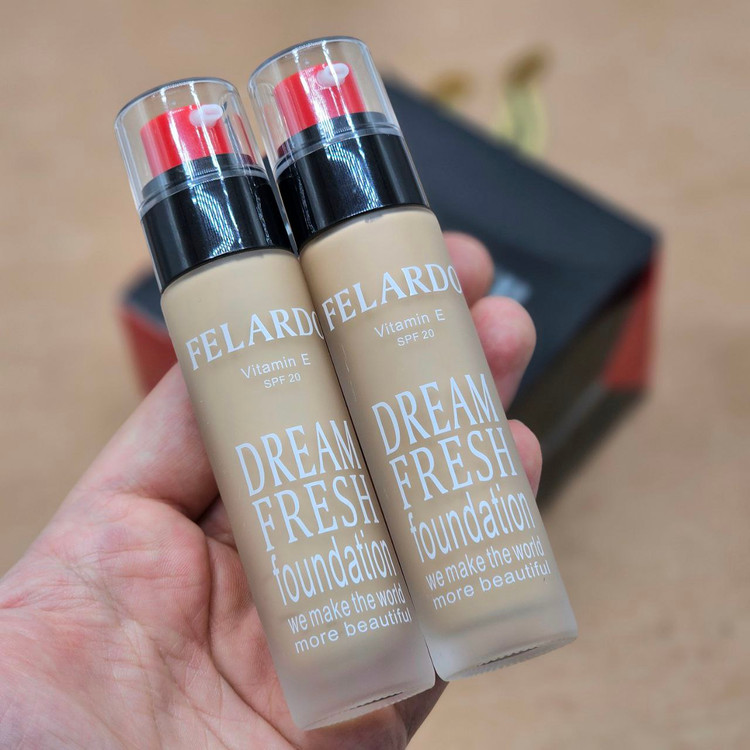 FELARDO
Vitamin E
SPF 20
DREAM
FRESH
foundation
we make the world
more beautiful
FELARDO
Vitamin E
SPF 20
DREAM
FRESH
foundation
we make the world
more beautiful